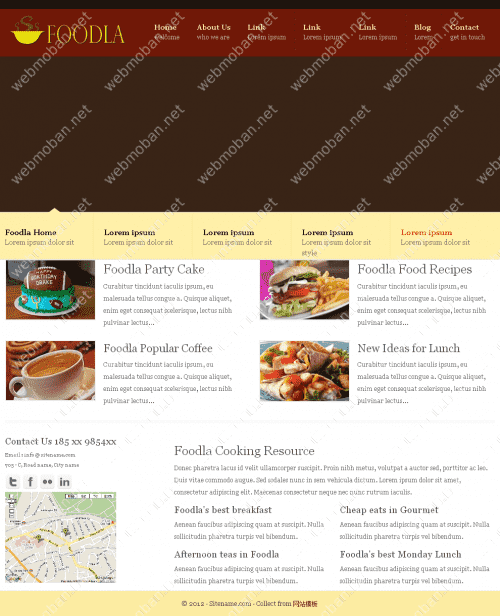 FOODLA
Home
welcome
About Us
who we are
Link
Lorem ipsum
Link
Lorem ipsum
Link
Lorem ipsum
Blog
Lorem
Contact
get in touch
webmoban.net
Foodla Home
Lorem ipsum dolor sit
Lorem ipsum
Lorem ipsum dolor sit
Lorem ipsum
Lorem ipsum dolor sit
Lorem ipsum
Lorem ipsum dolor sit
style
Lorem ipsum
Lorem ipsum dolor sit
HAPPY
BIRTHDAY
DRAKE
Foodla Party Cake
Curabitur tincidunt iaculis ipsum, eu
malesuada tellus congue a. Quisque aliquet,
enim eget consequat scelerisque, lectus nibh
pulvinar lectus...
Foodla Food Recipes
Curabitur tincidunt iaculis ipsum, eu
malesuada tellus congue a. Quisque aliquet,
enim eget consequat scelerisque, lectus nibh
pulvinar lectus...
Foodla Popular Coffee
Curabitur tincidunt iaculis ipsum, eu
malesuada tellus congue a. Quisque aliquet,
enim eget consequat scelerisque, lectus nibh
pulvinar lectus...
New Ideas for Lunch
Curabitur tincidunt iaculis ipsum, eu
malesuada tellus congue a. Quisque aliquet,
enim eget consequat scelerisque, lectus nibh
pulvinar lectus...
Contact Us 185 xx 9854xx
Email: info@sitename.com
703 - C, Road name, City name
Foodla Cooking Resource
Donec pharetra lacus id velit ullamcorper suscipit. Proin nibh metus, volutpat a auctor sed, porttitor ac leo.
Duis vitae commodo augue. Sed sodales nunc in sem vehicula dictum. Lorem ipsum dolor sit amet,
consectetur adipiscing elit. Maecenas consectetur neque nec nunc rutrum iaculis.
Foodla's best breakfast
Aenean faucibus adipiscing quam at suscipit. Nulla
sollicitudin pharetra turpis vel bibendum.
Cheap eats in Gourmet
Aenean faucibus adipiscing quam at suscipit. Nulla
sollicitudin pharetra turpis vel bibendum.
Afternoon teas in Foodla
Aenean faucibus adipiscing quam at suscipit. Nulla
sollicitudin pharetra turpis vel bibendum.
Foodla's best Monday Lunch
Aenean faucibus adipiscing quam at suscipit. Nulla
sollicitudin pharetra turpis vel bibendum.
© 2012 - Sitename.com - Collect from 网站模板